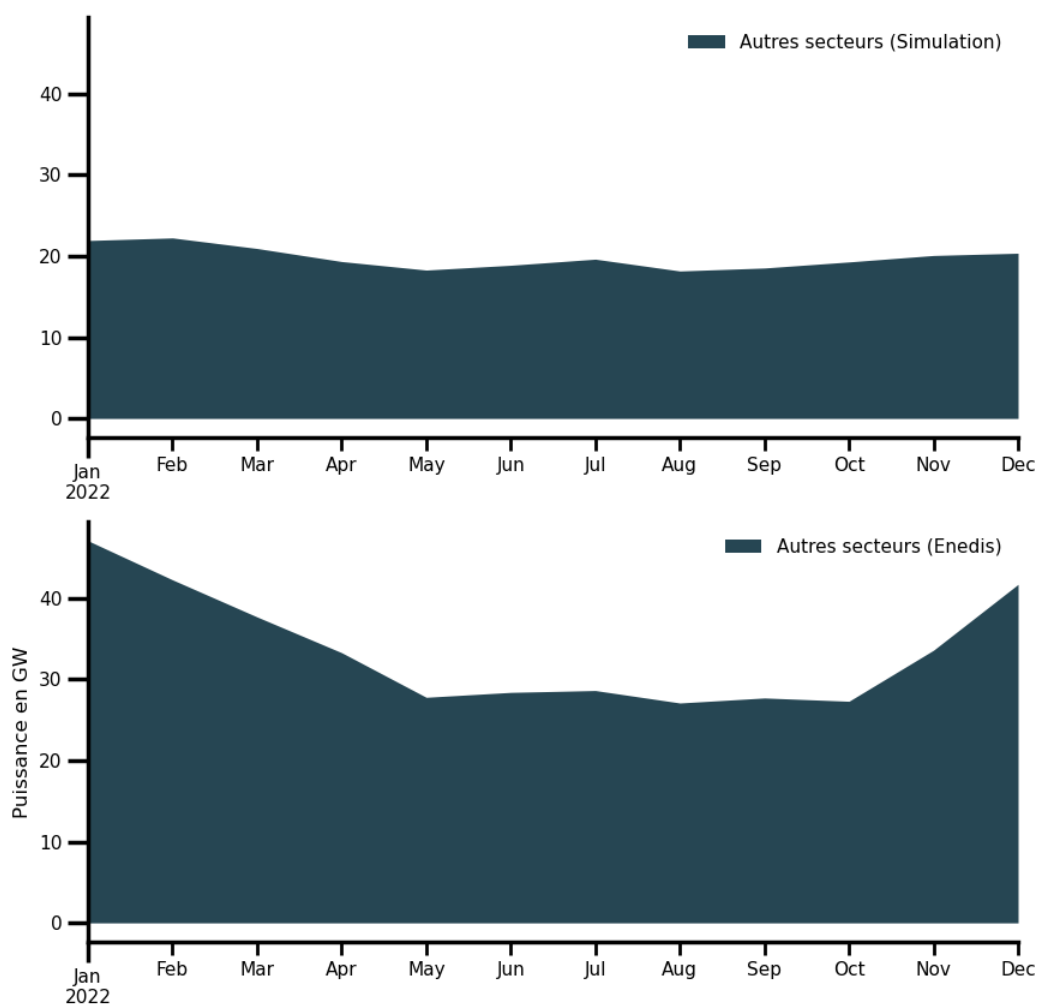 Autres secteurs (Simulation)
40
30
20
10
0
Jan Feb Mar Apr May Jun Jul Aug Sep Oct Nov Dec
2022
Autres secteurs (Enedis)
Puissance en GW
40
30
20
10
0
Jan Feb Mar Apr May Jun Jul Aug Sep Oct Nov Dec
2022